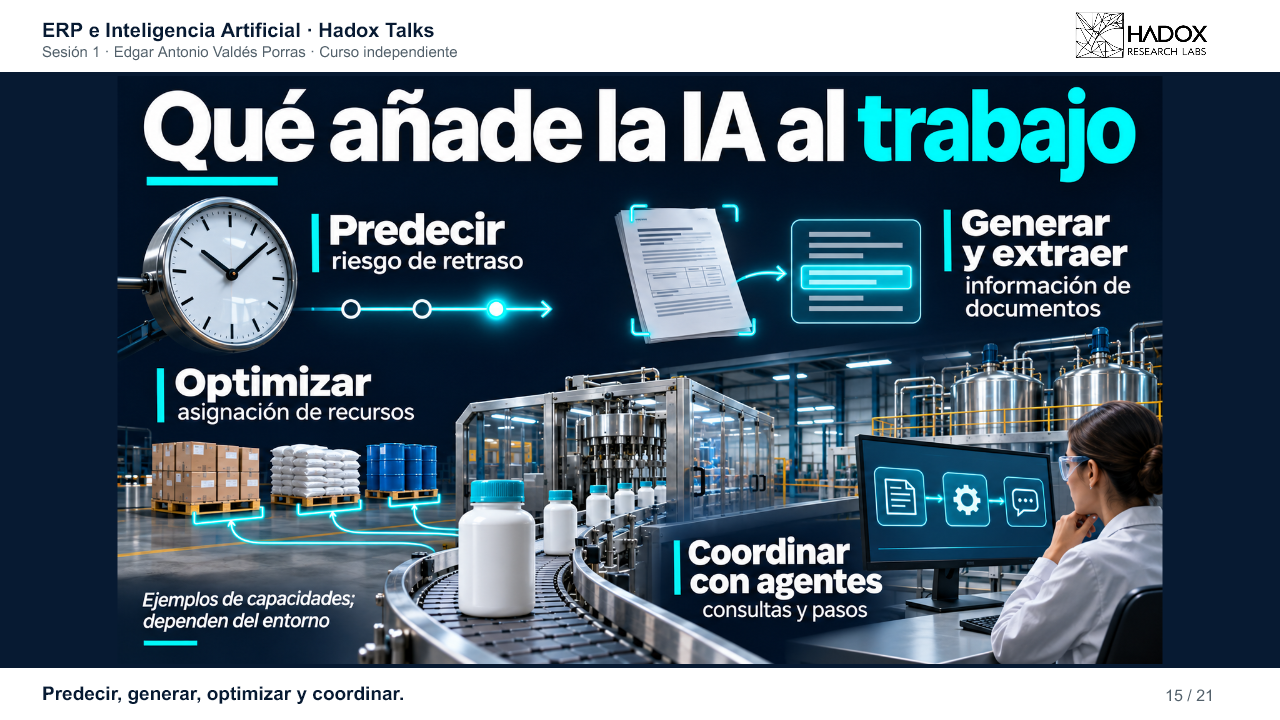 ERP e Inteligencia Artificial · Hadox Talks
Sesión 1 · Edgar Antonio Valdés Porras · Curso independiente
HADOX
RESEARCH LABS
Qué añade la IA al trabajo
Predecir
riesgo de retraso
Generar
y extraer
información de
documentos
Optimizar
asignación de recursos
Coordinar
con agentes
consultas y pasos
Ejemplos de capacidades;
dependen del entorno
Predecir, generar, optimizar y coordinar.
15 / 21